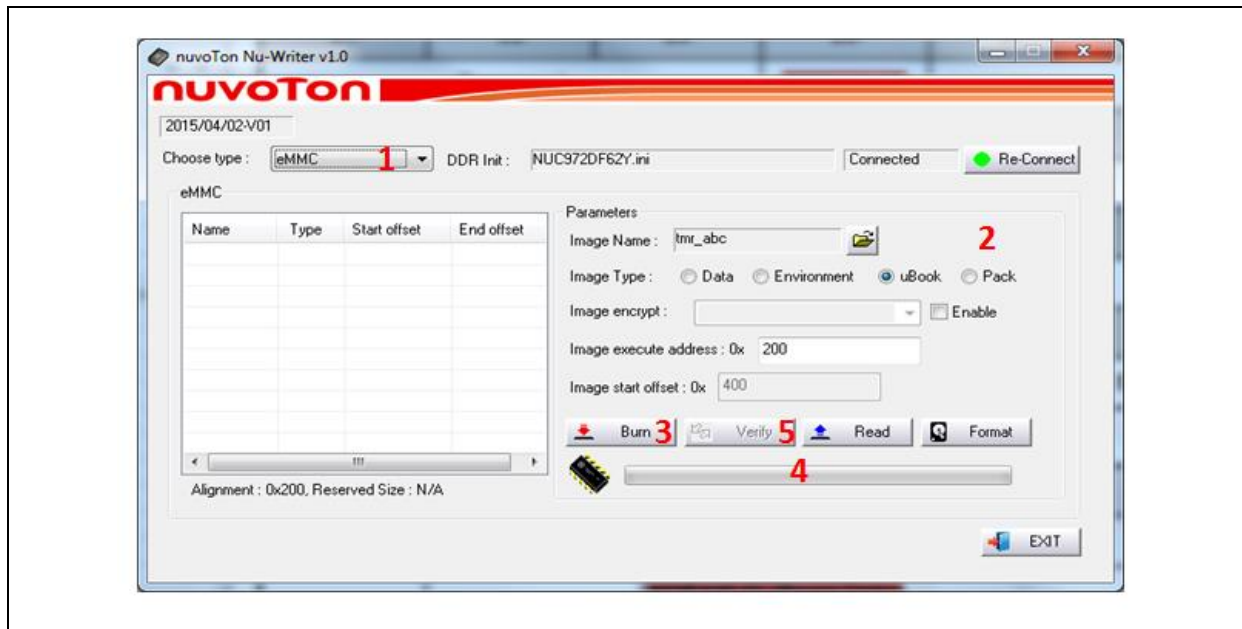 nuvoTon Nu-Writer v1.0
nuvoTon
2015/04/02-V01
Choose type : eMMC 1 DDR Init : NUC972DF62Y.ini Connected Re-Connect
eMMC
Name Type Start offset End offset
Parameters
Image Name : tmr_abc 2
Image Type : Data Environment uBook Pack
Image encrypt : Enable
Image execute address : 0x 200
Image start offset : 0x 400
Burn 3 Verify 5 Read Format
4
Alignment : 0x200, Reserved Size : N/A
EXIT